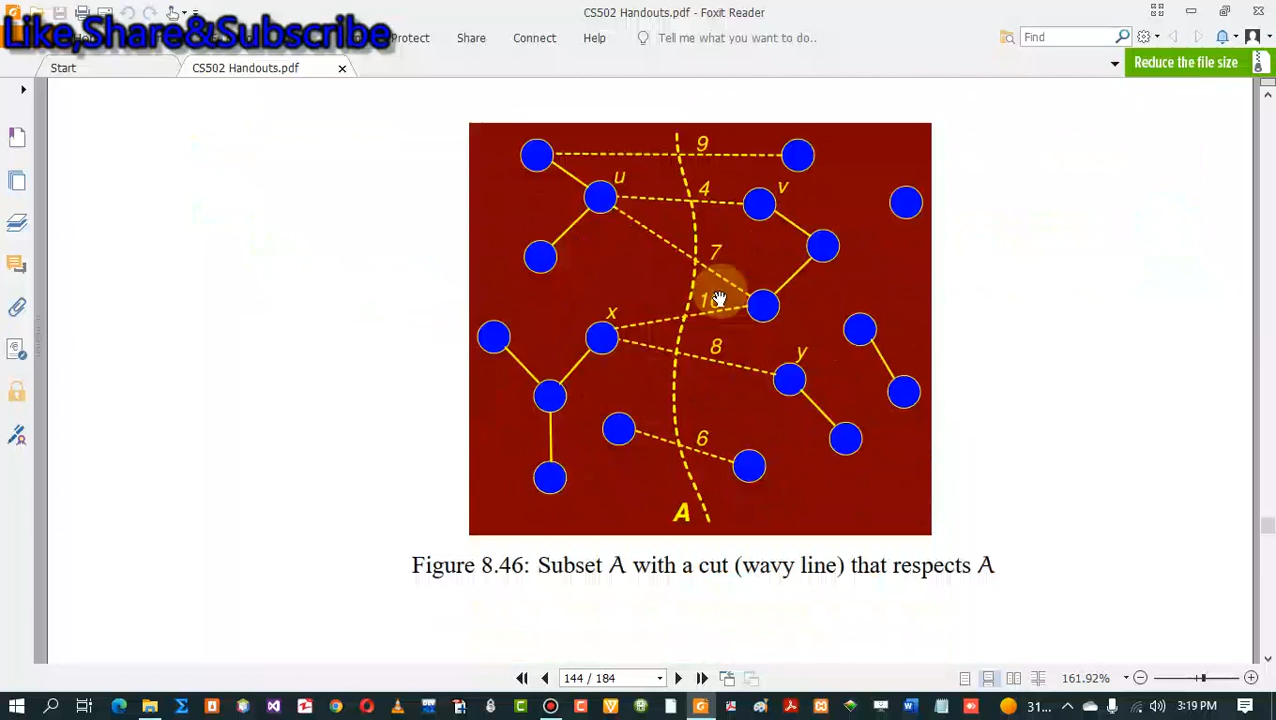 CS502 Handouts.pdf - Foxit Reader
Like,Share&Subscribe
Protect Share Connect Help Tell me what you want to do.. Find
Start CS502 Handouts.pdf Reduce the file size
9
u 4 v
7
x
8 y
6
A
Figure 8.46: Subset A with a cut (wavy line) that respects A
144 / 184 161.92%
31... 3:19 PM